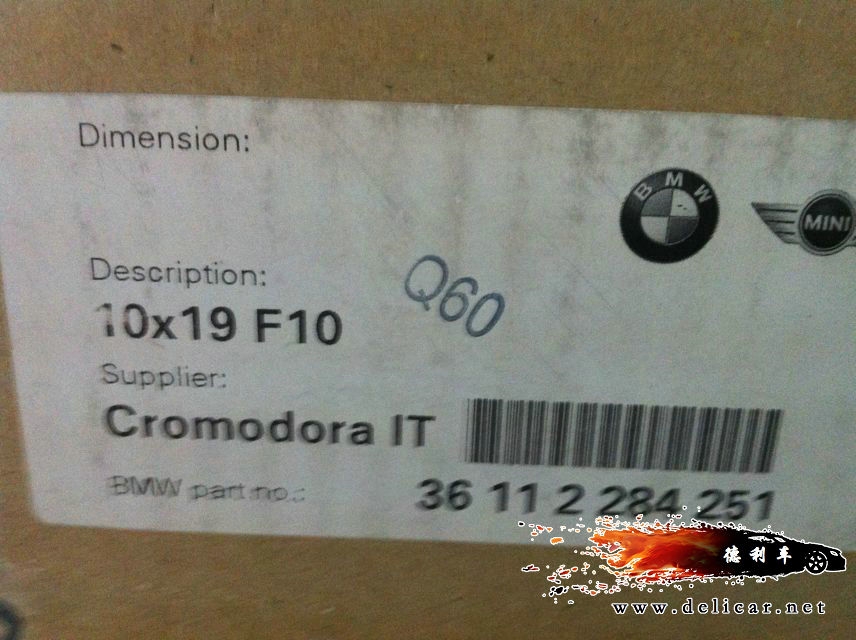 Dimension:
BMW
MINI
Description:
Q60
10x19 F10
Supplier:
Cromodora IT
BMW part no.:
36 11 2 284 251
德利车
www.delicar.net